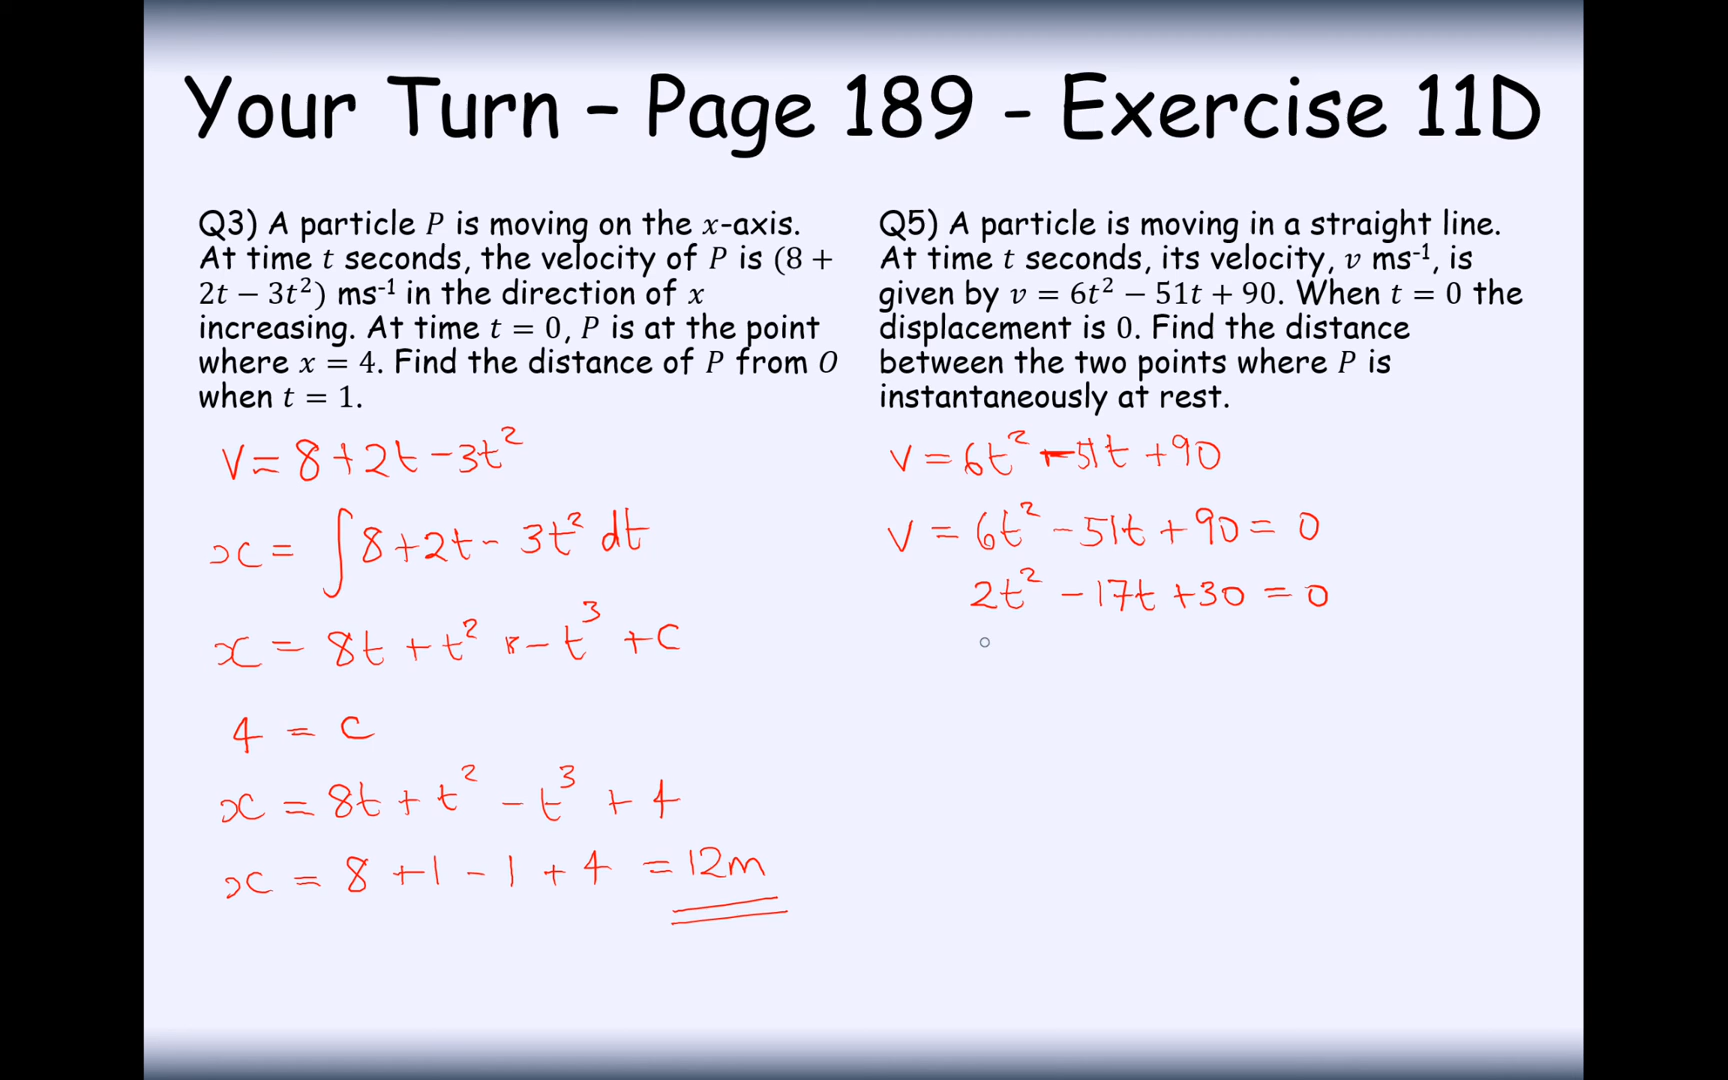 Your Turn – Page 189 - Exercise 11D
Q3) A particle P is moving on the x-axis.
At time t seconds, the velocity of P is (8 +
2t − 3t²) ms⁻¹ in the direction of x
increasing. At time t = 0, P is at the point
where x = 4. Find the distance of P from O
when t = 1.
V = 8 + 2t − 3t²
x = ∫ 8 + 2t − 3t² dt
x = 8t + t² − t³ + c
4 = c
x = 8t + t² − t³ + 4
x = 8 + 1 − 1 + 4 = 12m
Q5) A particle is moving in a straight line.
At time t seconds, its velocity, v ms⁻¹, is
given by v = 6t² − 51t + 90. When t = 0 the
displacement is 0. Find the distance
between the two points where P is
instantaneously at rest.
V = 6t² − 51t + 90
V = 6t² − 51t + 90 = 0
2t² − 17t + 30 = 0